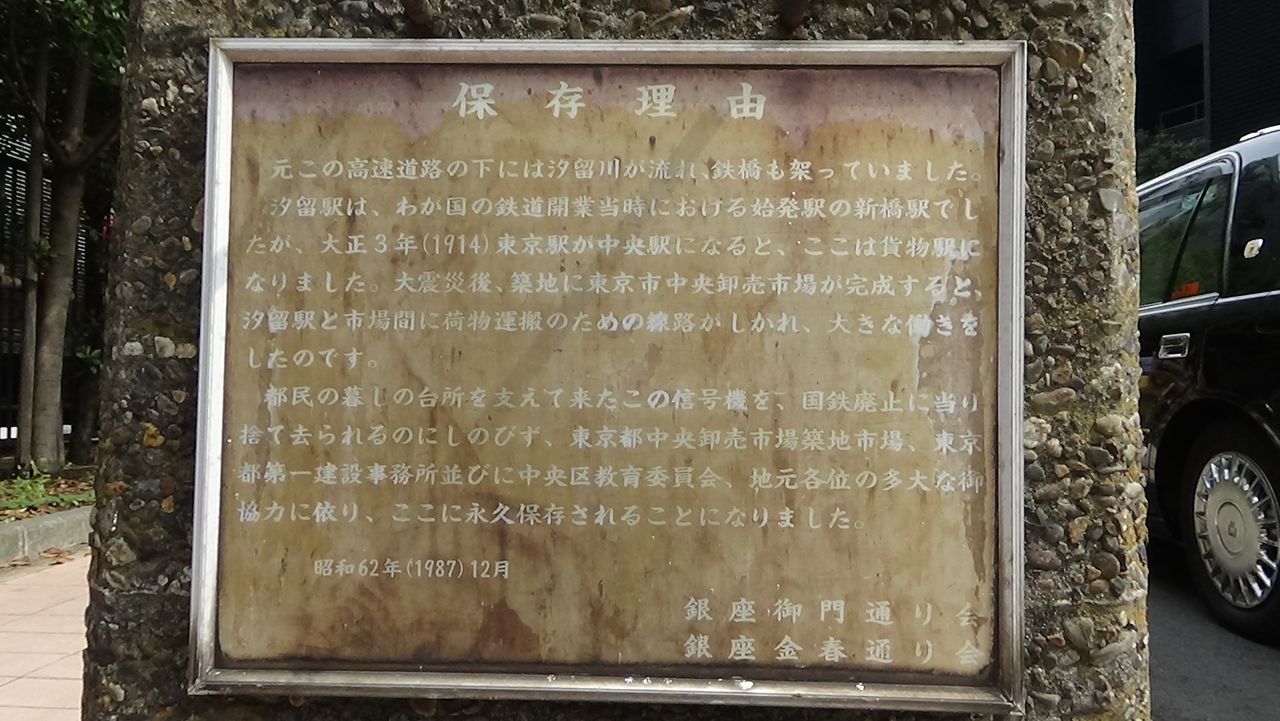 保存理由
元この高速道路の下には汐留川が流れ、鉄橋も架っていました。
汐留駅は、わが国の鉄道開業当時における始発駅の新橋駅でし
たが、大正3年(1914)東京駅が中央駅になると、ここは貨物駅に
なりました。大震災後、築地に東京市中央卸売市場が完成すると、
汐留駅と市場間に荷物運搬のための線路がしかれ、大きな働きを
したのです。
都民の暮しの台所を支えて来たこの信号機を、国鉄廃止に当り
捨て去られるのにしのびず、東京都中央卸売市場築地市場、東京
都第一建設事務所並びに中央区教育委員会、地元各位の多大な御
協力に依り、ここに永久保存されることになりました。
昭和62年(1987)12月
銀座御門通り会
銀座金春通り会